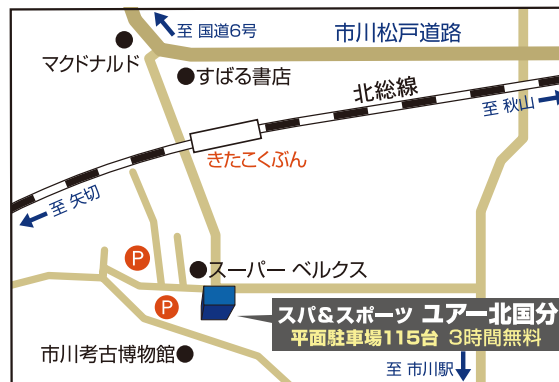 至 国道6号
市川松戸道路
マクドナルド
すばる書店
北総線
至 秋山
きたこくぶん
至 矢切
P
スーパー ベルクス
P
スパ&スポーツ ユアー北国分
平面駐車場115台 3時間無料
市川考古博物館
至 市川駅